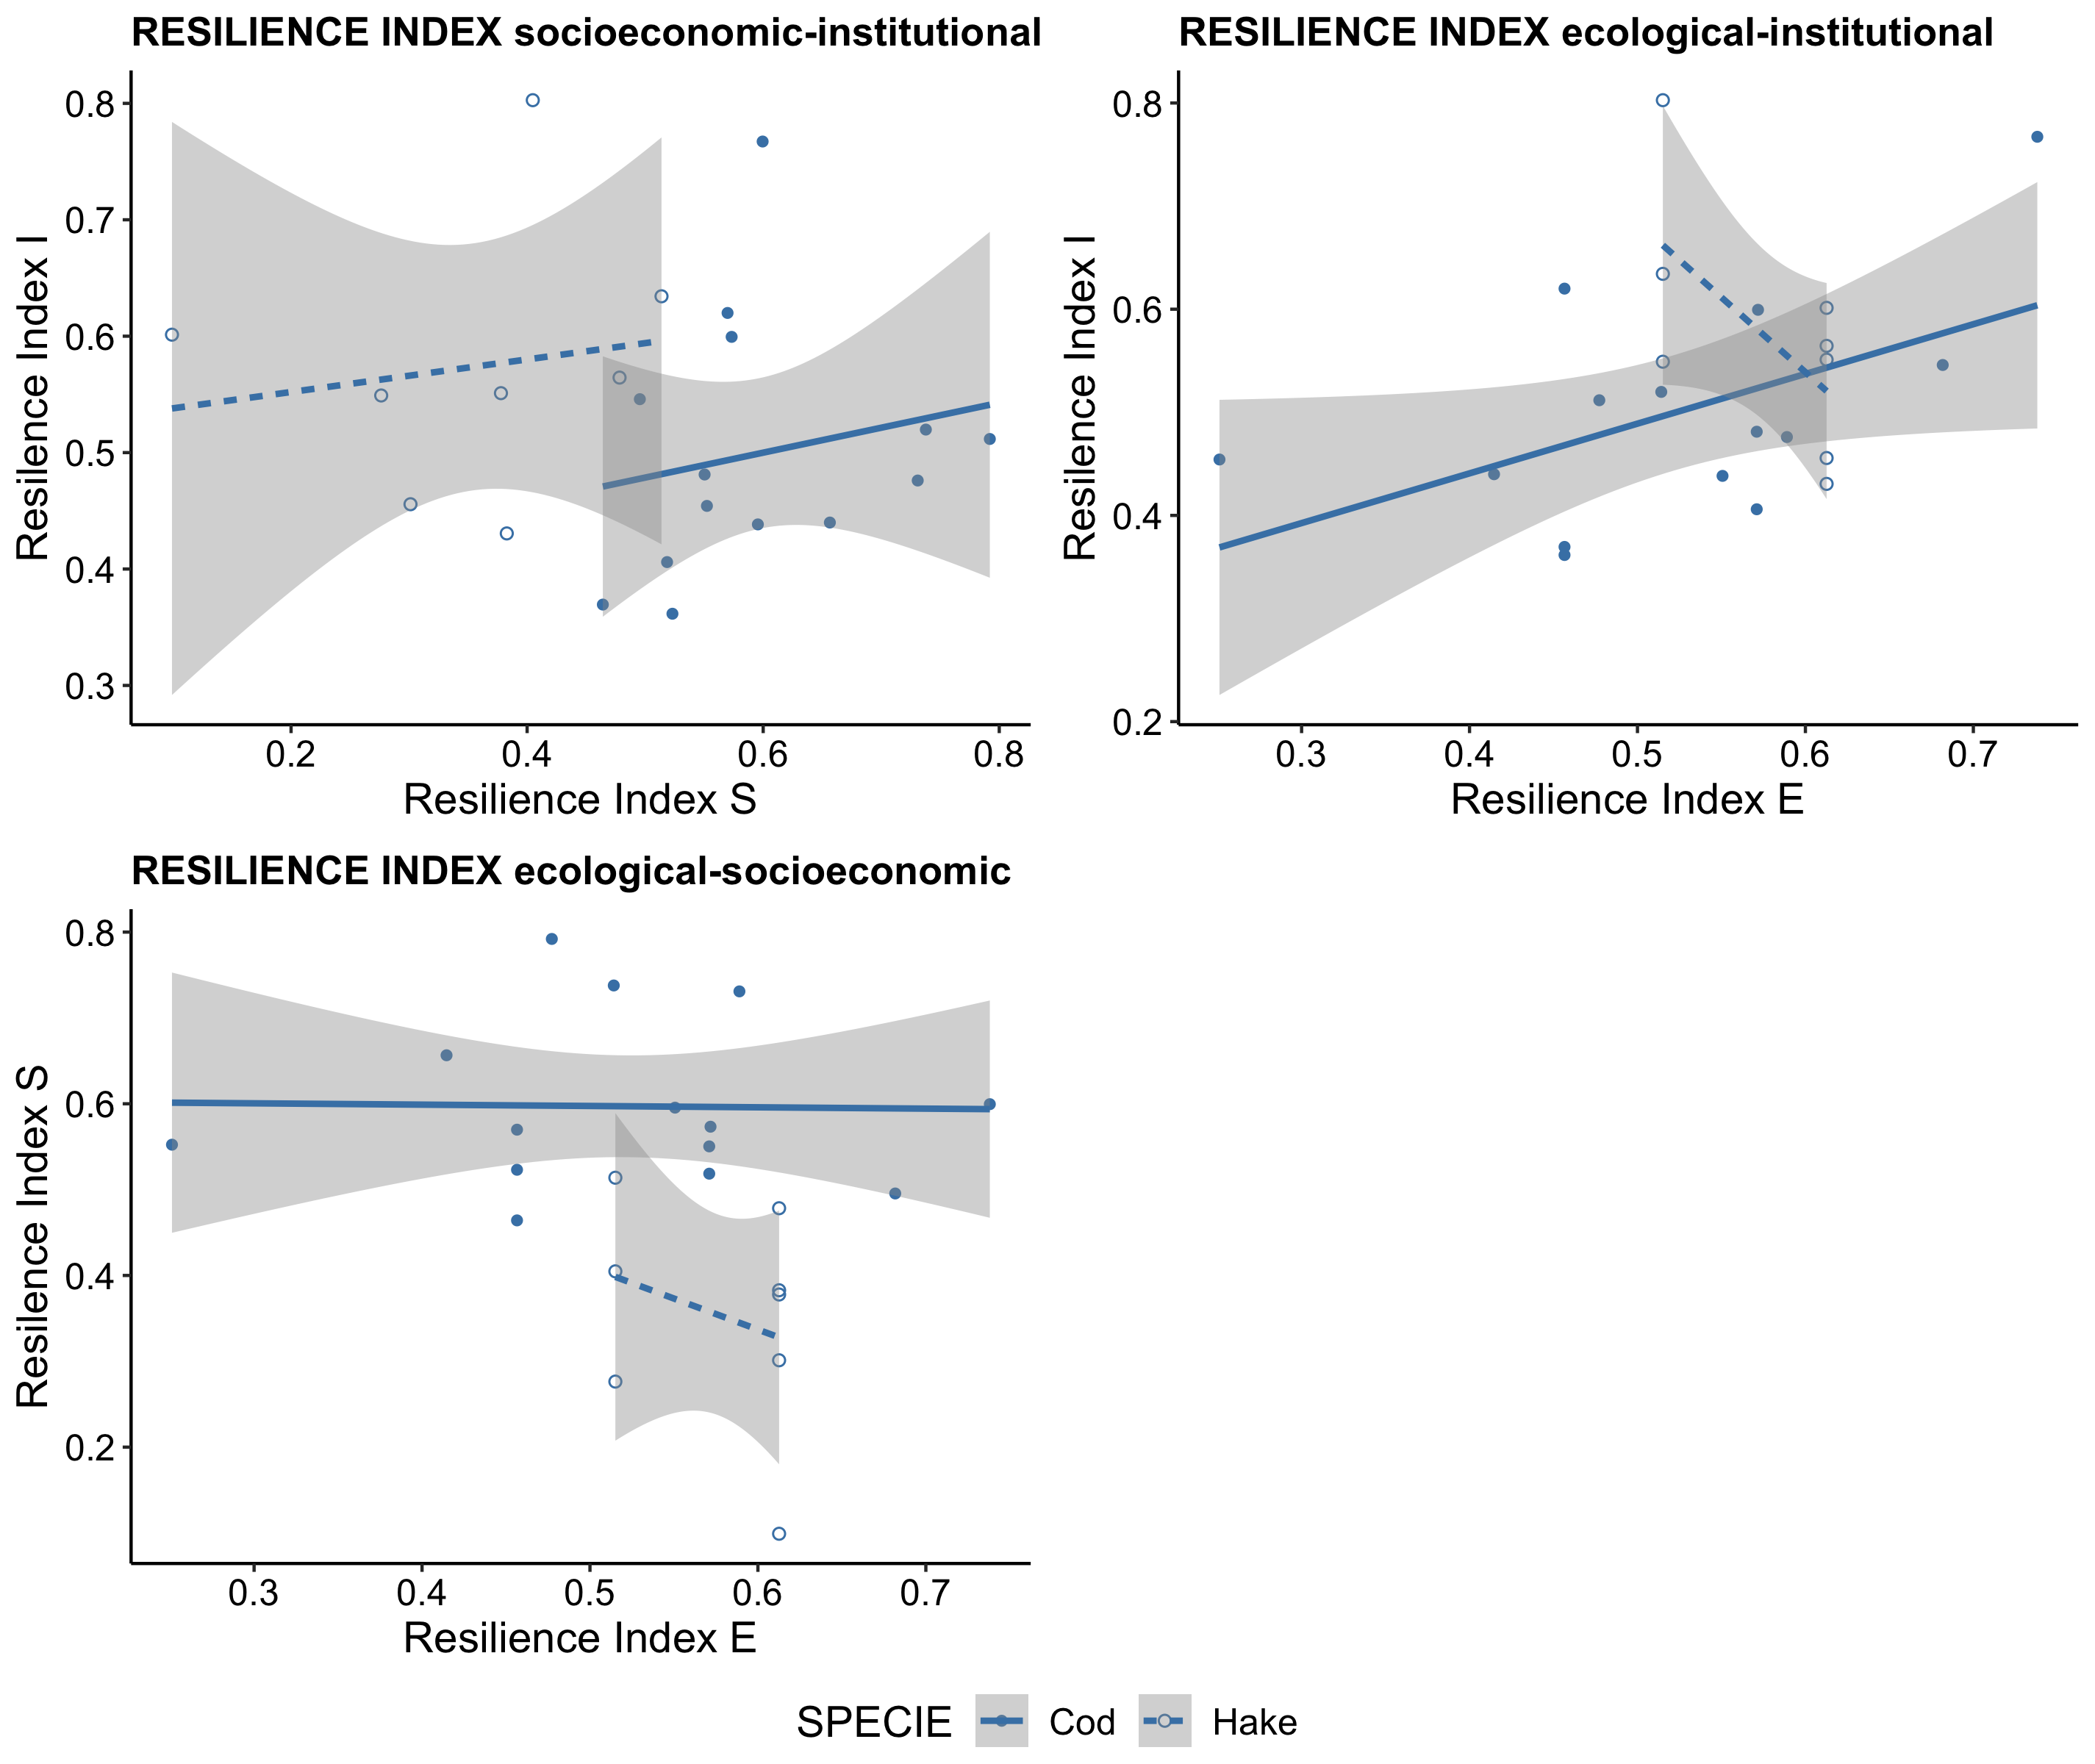 RESILIENCE INDEX socioeconomic-institutional
0.8
0.7
0.6
0.5
0.4
0.3
Resilence Index I
0.2 0.4 0.6 0.8
Resilience Index S
RESILIENCE INDEX ecological-institutional
0.8
0.6
0.4
0.2
Resilence Index I
0.3 0.4 0.5 0.6 0.7
Resilience Index E
RESILIENCE INDEX ecological-socioeconomic
0.8
0.6
0.4
0.2
Resilence Index S
0.3 0.4 0.5 0.6 0.7
Resilience Index E
SPECIE Cod Hake